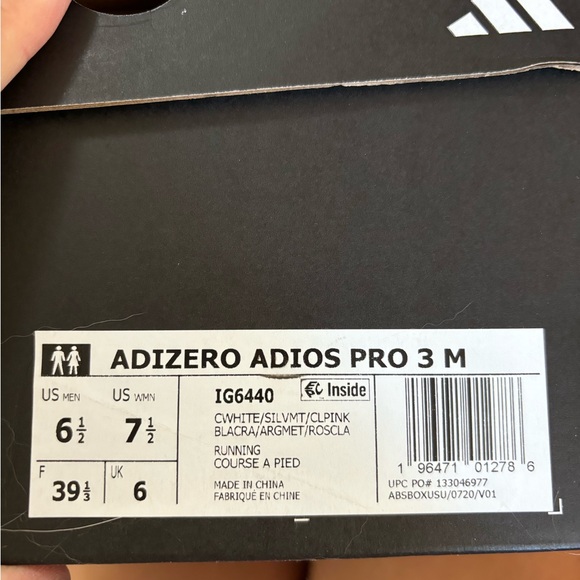 ADIZERO ADIOS PRO 3 M
US MEN
6 1/2
US WMN
7 1/2
F
39 1/3
UK
6
IG6440
Inside
CWHITE/SILVMT/CLPINK
BLACRA/ARGMET/ROSCLA
RUNNING
COURSE A PIED
MADE IN CHINA
FABRIQUÉ EN CHINE
1 96471 01278 6
UPC PO# 133046977
ABSBOXUSU/0720/V01